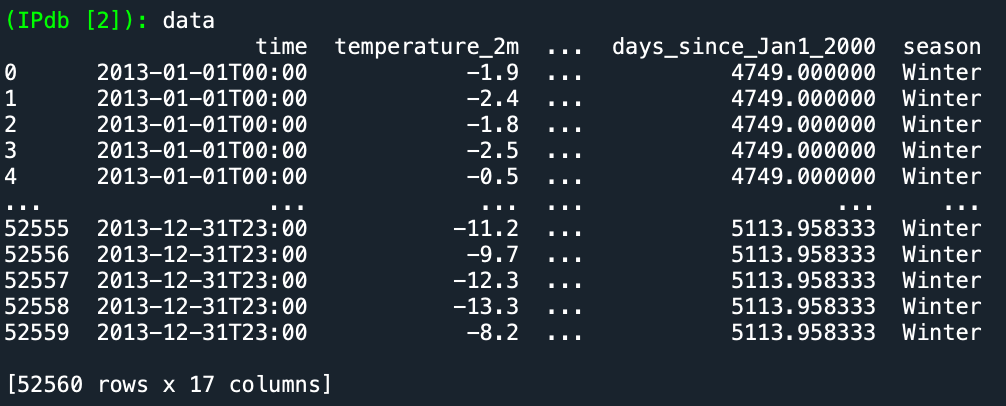 (IPdb [2]): data
time temperature_2m ... days_since_Jan1_2000 season
0 2013-01-01T00:00 -1.9 ... 4749.000000 Winter
1 2013-01-01T00:00 -2.4 ... 4749.000000 Winter
2 2013-01-01T00:00 -1.8 ... 4749.000000 Winter
3 2013-01-01T00:00 -2.5 ... 4749.000000 Winter
4 2013-01-01T00:00 -0.5 ... 4749.000000 Winter
... ... ... ... ... ...
52555 2013-12-31T23:00 -11.2 ... 5113.958333 Winter
52556 2013-12-31T23:00 -9.7 ... 5113.958333 Winter
52557 2013-12-31T23:00 -12.3 ... 5113.958333 Winter
52558 2013-12-31T23:00 -13.3 ... 5113.958333 Winter
52559 2013-12-31T23:00 -8.2 ... 5113.958333 Winter
[52560 rows x 17 columns]